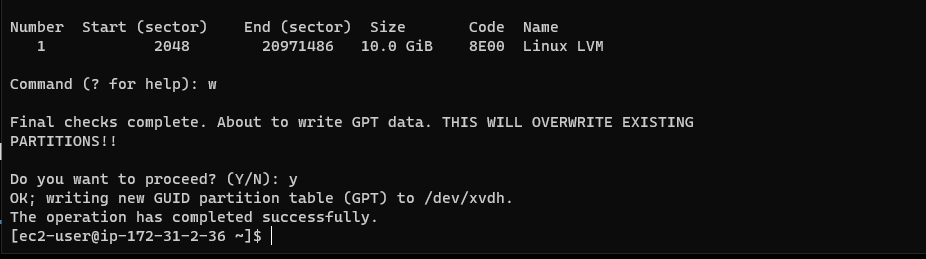 Number  Start (sector)    End (sector)  Size       Code  Name
   1            2048        20971486   10.0 GiB    8E00  Linux LVM
Command (? for help): w
Final checks complete. About to write GPT data. THIS WILL OVERWRITE EXISTING
PARTITIONS!!
Do you want to proceed? (Y/N): y
OK; writing new GUID partition table (GPT) to /dev/xvdh.
The operation has completed successfully.
[ec2-user@ip-172-31-2-36 ~]$